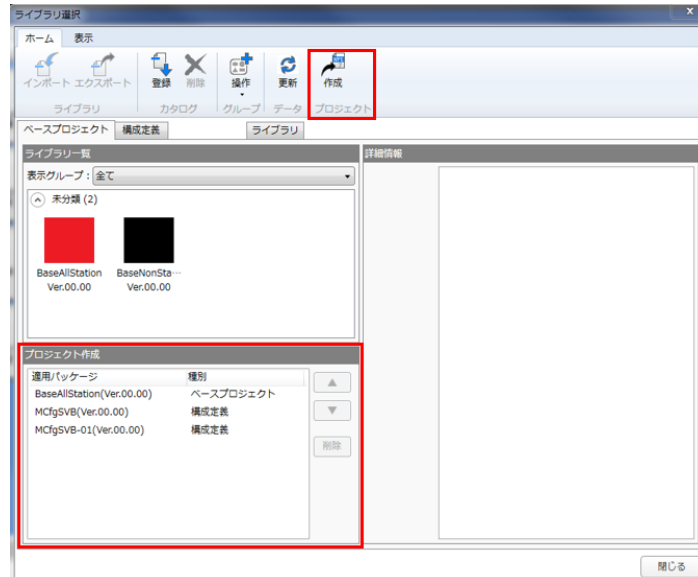 ライブラリ選択
x
ホーム 表示
インポート エクスポート 登録 削除 操作 更新 作成
ライブラリ カタログ グループ データ プロジェクト
ベースプロジェクト 構成定義 ライブラリ
ライブラリ一覧 詳細情報
表示グループ：全て
未分類 (2)
BaseAllStation BaseNonSta…
Ver.00.00 Ver.00.00
プロジェクト作成
適用パッケージ 種別
BaseAllStation(Ver.00.00) ベースプロジェクト
MCfgSVB(Ver.00.00) 構成定義
MCfgSVB-01(Ver.00.00) 構成定義
削除
閉じる